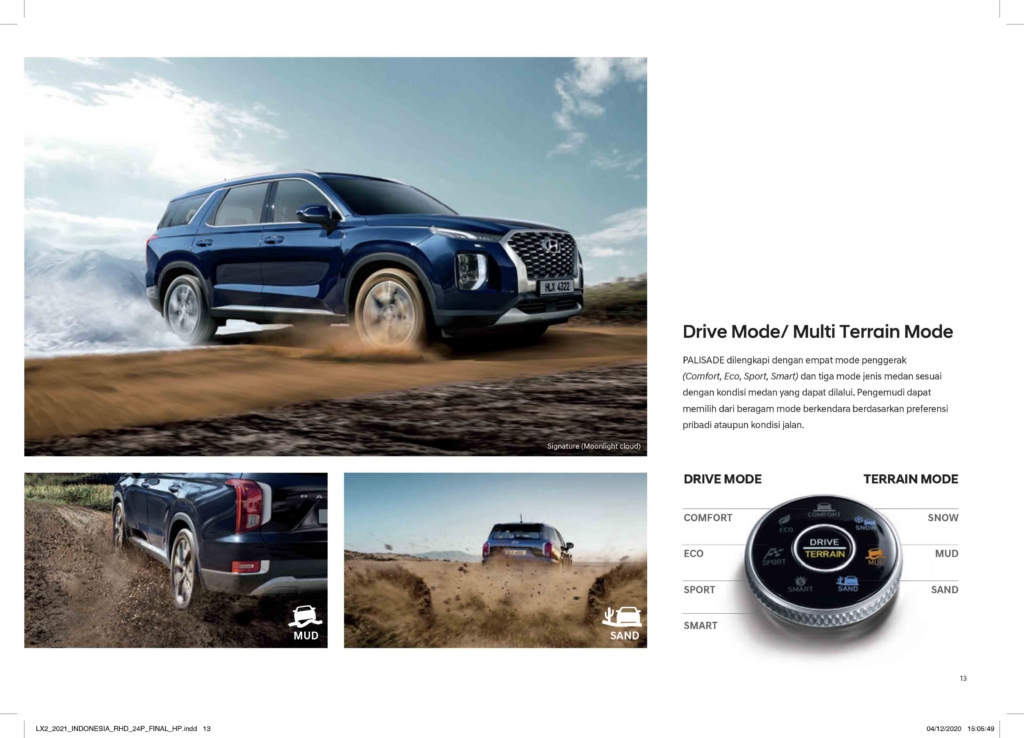 HLX 4322
Signature (Moonlight cloud)
Drive Mode/ Multi Terrain Mode
PALISADE dilengkapi dengan empat mode penggerak
(Comfort, Eco, Sport, Smart) dan tiga mode jenis medan sesuai
dengan kondisi medan yang dapat dilalui. Pengemudi dapat
memilih dari beragam mode berkendara berdasarkan preferensi
pribadi ataupun kondisi jalan.
MUD
SAND
DRIVE MODE
TERRAIN MODE
COMFORT
ECO
SPORT
SMART
COMFORT
ECO
SNOW
DRIVE
TERRAIN
SPORT
MUD
SMART
SAND
SNOW
MUD
SAND
13
LX2_2021_INDONESIA_RHD_24P_FINAL_HP.indd 13
04/12/2020 15:05:49